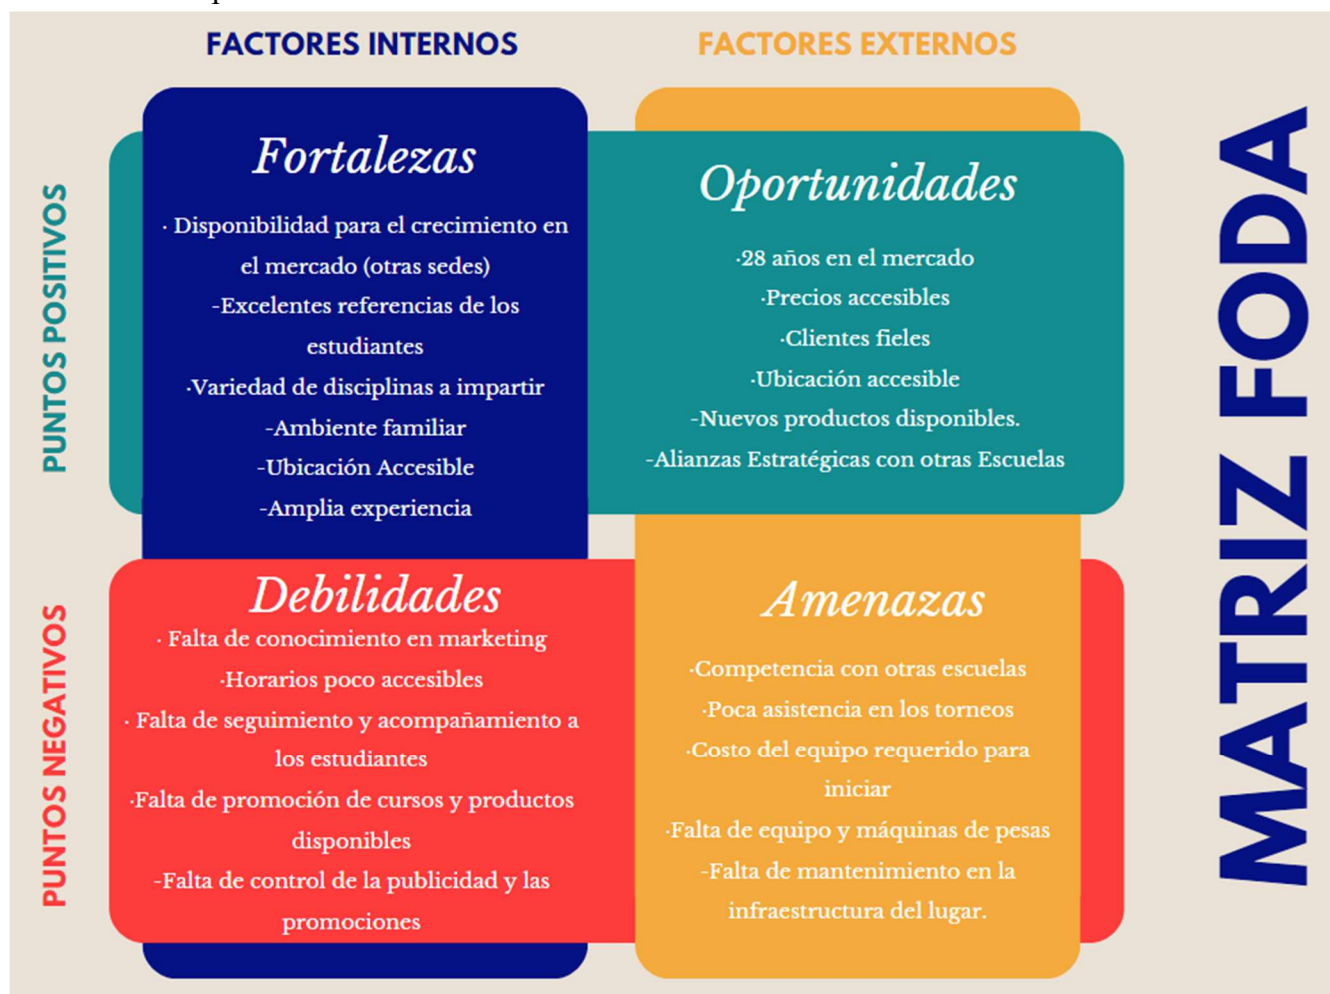 FACTORES INTERNOS
FACTORES EXTERNOS
PUNTOS POSITIVOS
Fortalezas
· Disponibilidad para el crecimiento en
el mercado (otras sedes)
-Excelentes referencias de los
estudiantes
·Variedad de disciplinas a impartir
-Ambiente familiar
-Ubicación Accesible
-Amplia experiencia
Oportunidades
·28 años en el mercado
·Precios accesibles
·Clientes fieles
·Ubicación accesible
-Nuevos productos disponibles.
-Alianzas Estratégicas con otras Escuelas
PUNTOS NEGATIVOS
Debilidades
· Falta de conocimiento en marketing
·Horarios poco accesibles
· Falta de seguimiento y acompañamiento a
los estudiantes
·Falta de promoción de cursos y productos
disponibles
-Falta de control de la publicidad y las
promociones
Amenazas
·Competencia con otras escuelas
·Poca asistencia en los torneos
·Costo del equipo requerido para
iniciar
·Falta de equipo y máquinas de pesas
-Falta de mantenimiento en la
infraestructura del lugar.
MATRIZ FODA